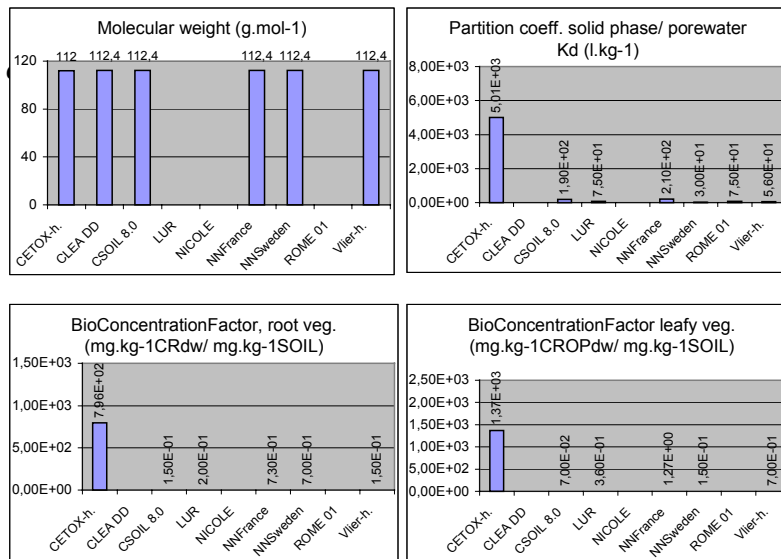 Molecular weight (g.mol-1)
112 112,4 112,4 112,4 112,4 112,4
120
80
40
0
CETOX-h. CLEA DD CSOIL 8.0 LUR NICOLE NNFrance NNSweden ROME 01 Vlier-h.
Partition coeff. solid phase/ porewater
Kd (l.kg-1)
8,00E+03
6,00E+03
4,00E+03
2,00E+03
0,00E+00
5,01E+03 1,90E+02 7,50E+01 2,10E+02 3,00E+01 7,50E+01 5,60E+01
CETOX-h. CLEA DD CSOIL 8.0 LUR NICOLE NNFrance NNSweden ROME 01 Vlier-h.
BioConcentrationFactor, root veg.
(mg.kg-1CRdw/ mg.kg-1SOIL)
1,50E+03
1,00E+03
5,00E+02
0,00E+00
7,96E+02 1,50E-01 2,00E-01 7,30E-01 7,00E-01 1,50E-01
CETOX-h. CLEA DD CSOIL 8.0 LUR NICOLE NNFrance NNSweden ROME 01 Vlier-h.
BioConcentrationFactor leafy veg.
(mg.kg-1CROPdw/ mg.kg-1SOIL)
2,50E+03
2,00E+03
1,50E+03
1,00E+03
5,00E+02
0,00E+00
1,37E+03 7,00E-02 3,60E-01 1,27E+00 1,50E-01 7,00E-01
CETOX-h. CLEA DD CSOIL 8.0 LUR NICOLE NNFrance NNSweden ROME 01 Vlier-h.